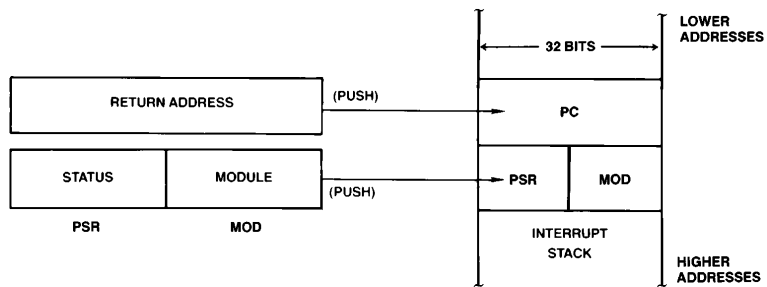 LOWER
ADDRESSES
32 BITS
RETURN ADDRESS
(PUSH)
PC
STATUS
MODULE
(PUSH)
PSR
MOD
PSR
MOD
INTERRUPT
STACK
HIGHER
ADDRESSES